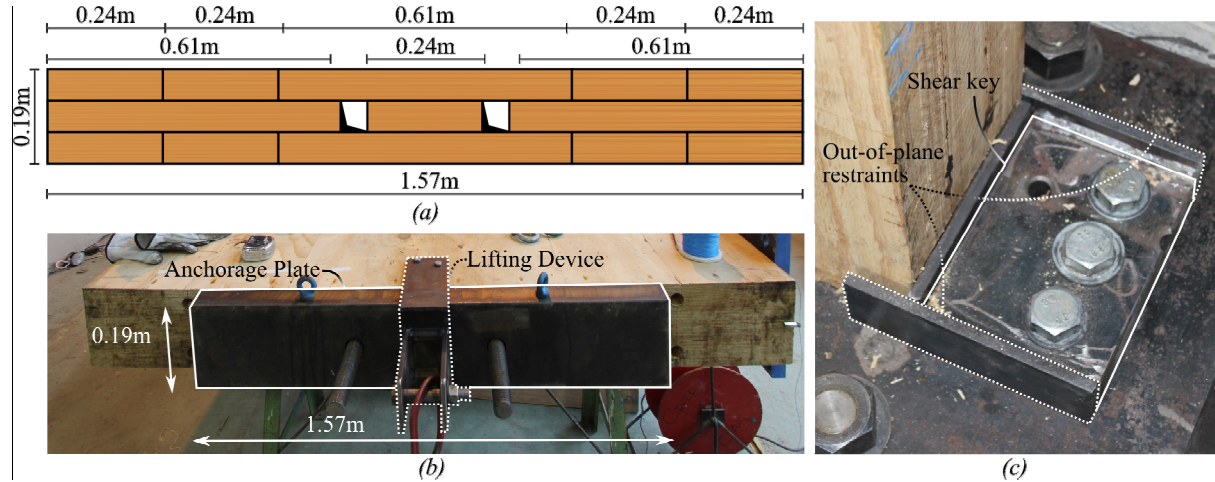 0.24m 0.24m 0.61m 0.24m 0.24m
0.61m 0.24m 0.61m
0.19m
1.57m
(a)
Anchorage Plate
Lifting Device
0.19m
1.57m
(b)
Shear key
Out-of-plane
restraints
(c)